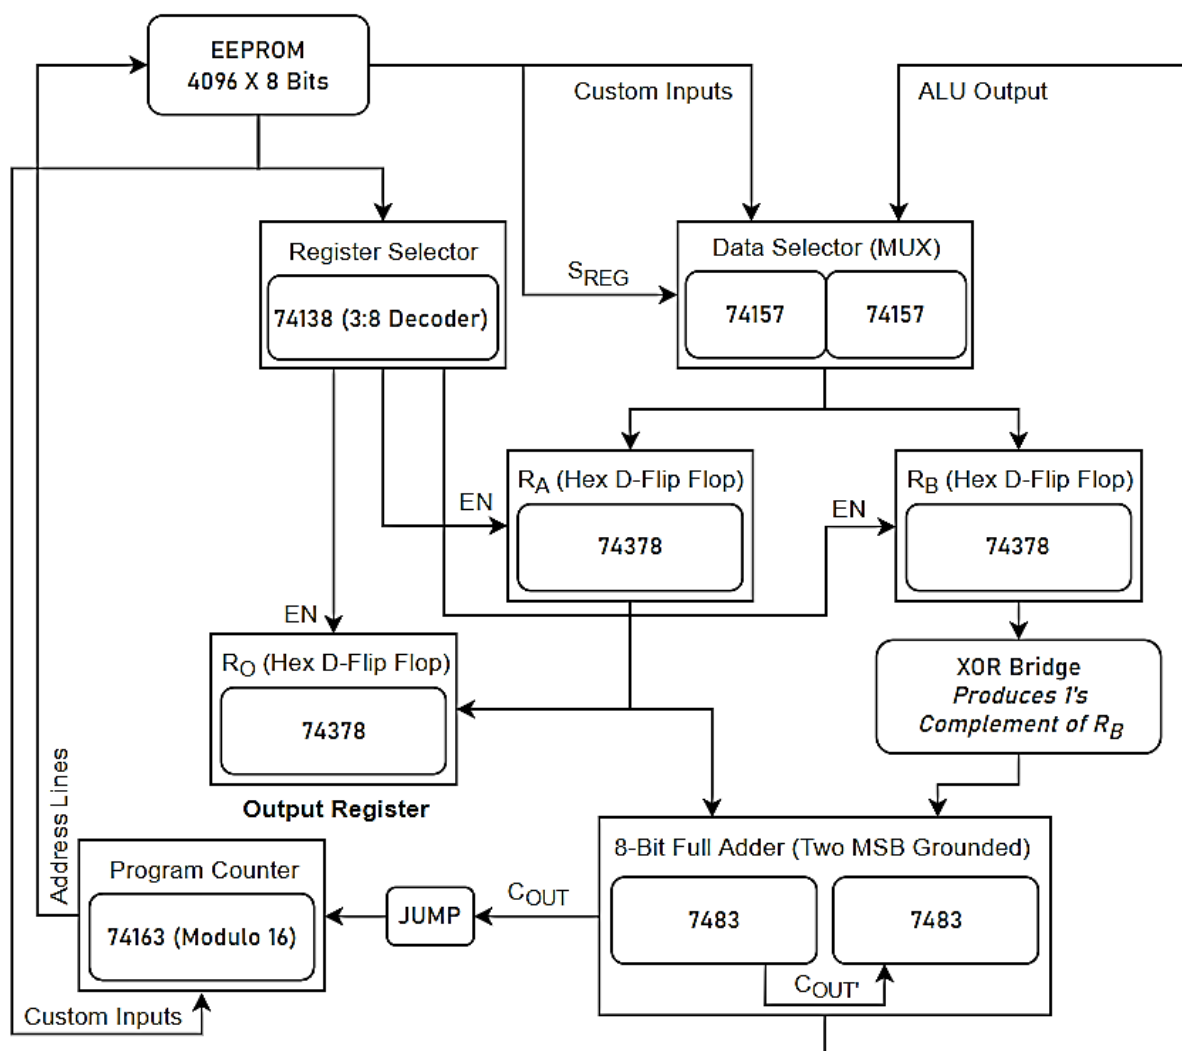 EEPROM
4096 X 8 Bits
Custom Inputs
ALU Output
Register Selector
74138 (3:8 Decoder)
SREG
Data Selector (MUX)
74157
74157
RA (Hex D-Flip Flop)
74378
EN
RB (Hex D-Flip Flop)
74378
EN
EN
RO (Hex D-Flip Flop)
74378
Output Register
XOR Bridge
Produces 1's
Complement of RB
Address Lines
Program Counter
74163 (Modulo 16)
Custom Inputs
JUMP
COUT
8-Bit Full Adder (Two MSB Grounded)
7483
7483
COUT'